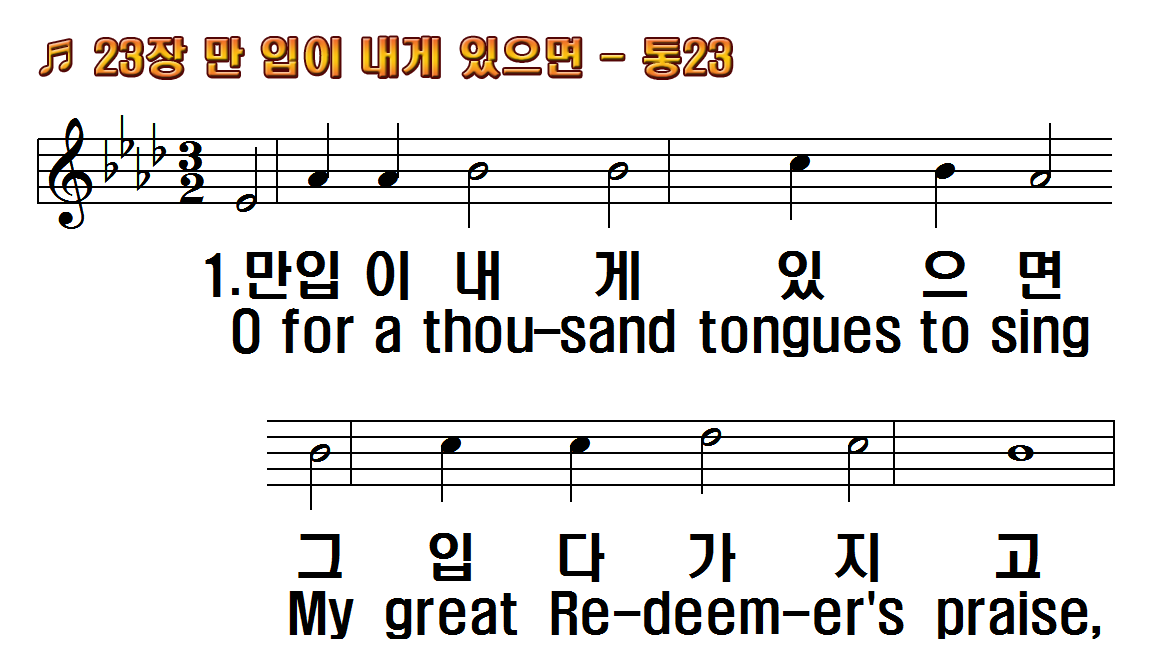 ♬ 23장 만 입이 내게 있으면 - 통23
3
2
1.만입 이 내 게 있 으 면
O for a thou-sand tongues to sing
그 입 다 가 지 고
My great Re-deem-er's praise,